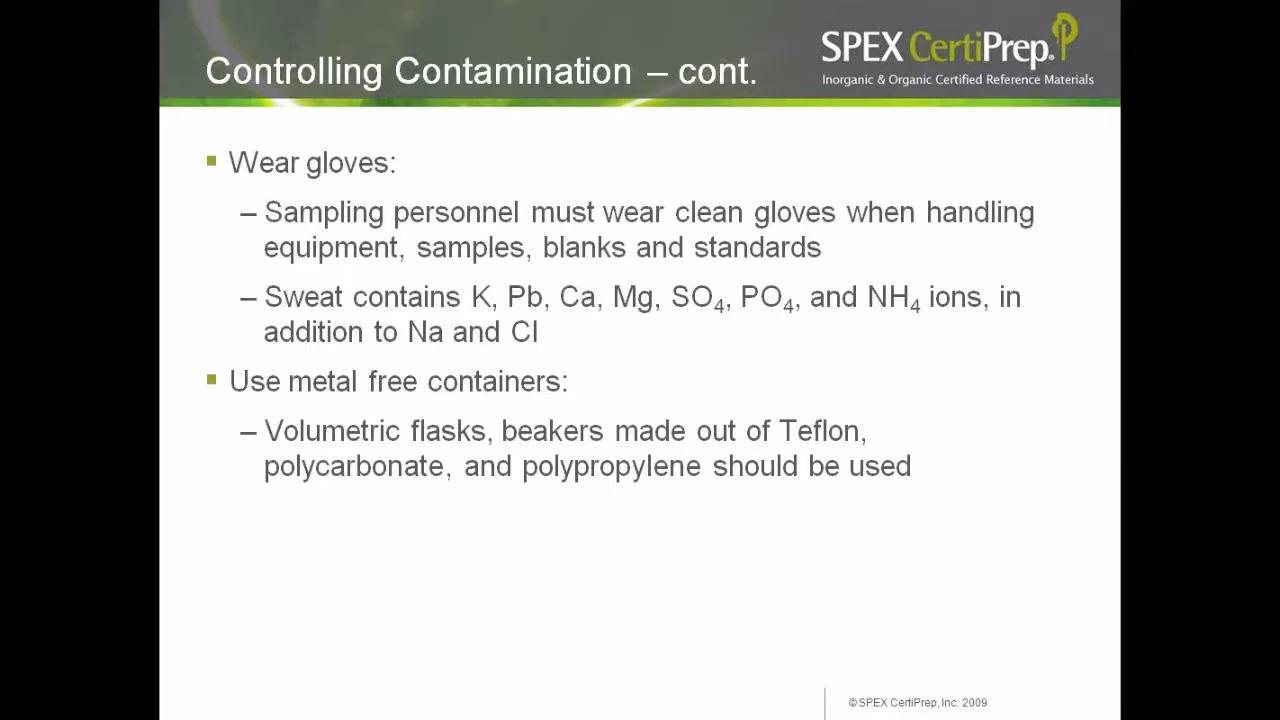 Controlling Contamination – cont.
SPEX CertiPrep.
Inorganic & Organic Certified Reference Materials
Wear gloves:
– Sampling personnel must wear clean gloves when handling
equipment, samples, blanks and standards
– Sweat contains K, Pb, Ca, Mg, SO₄, PO₄, and NH₄ ions, in
addition to Na and Cl
Use metal free containers:
– Volumetric flasks, beakers made out of Teflon,
polycarbonate, and polypropylene should be used
© SPEX CertiPrep, Inc. 2009